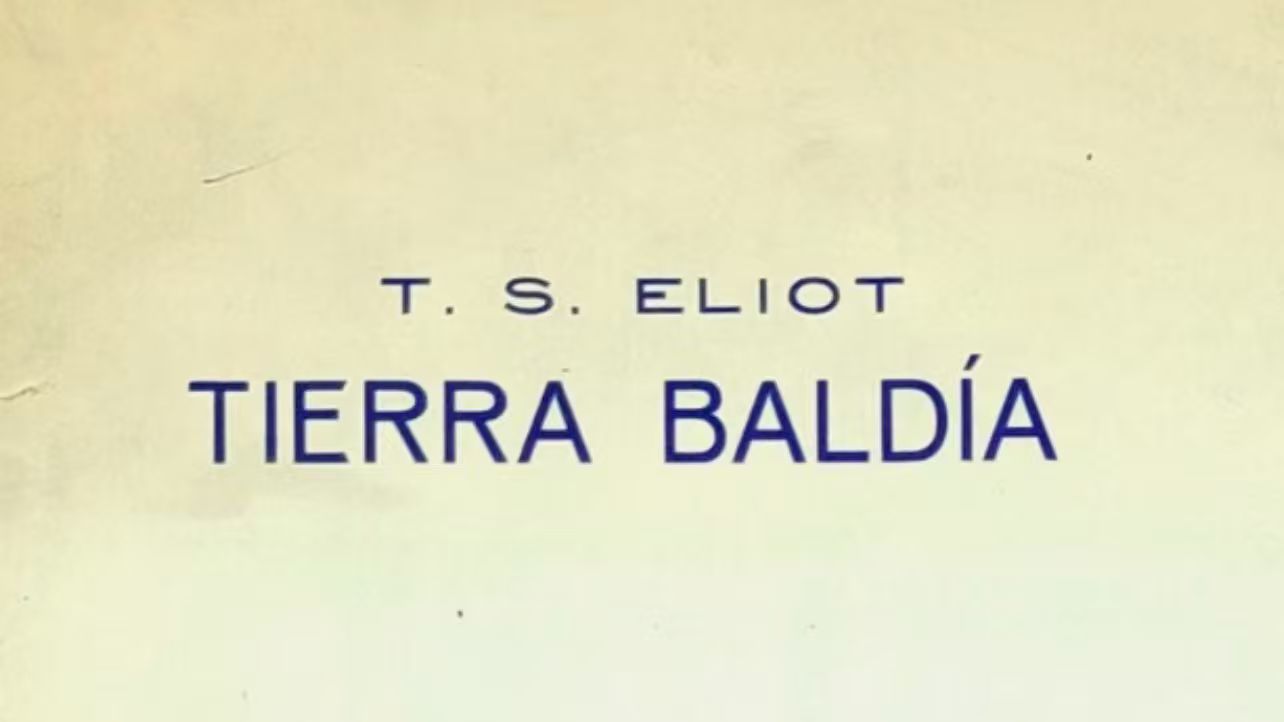 T. S. ELIOT
TIERRA BALDÍA